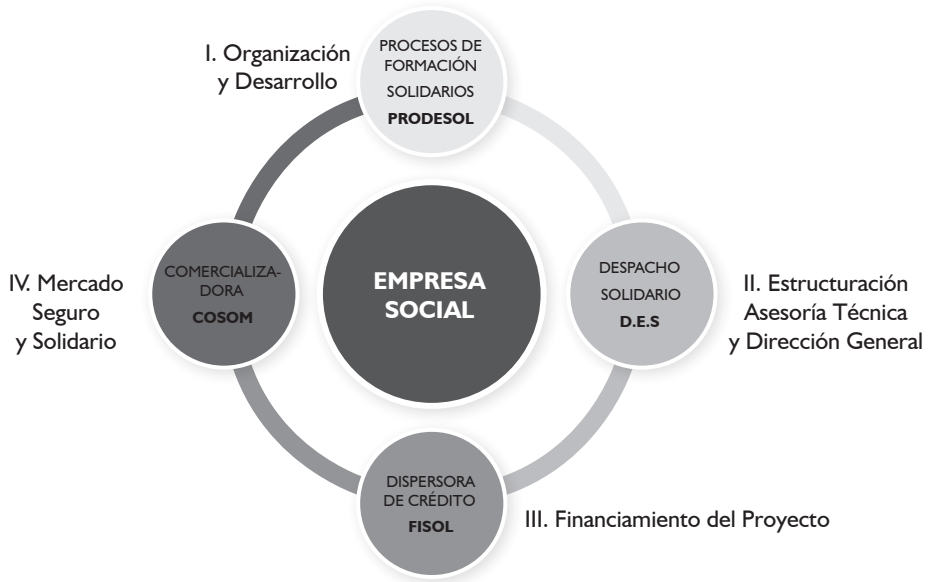 I. Organización
y Desarrollo
PROCESOS DE
FORMACIÓN
SOLIDARIOS
PRODESOL
IV. Mercado
Seguro
y Solidario
COMERCIALIZA-
DORA
COSOM
EMPRESA
SOCIAL
DESPACHO
SOLIDARIO
D.E.S
II. Estructuración
Asesoría Técnica
y Dirección General
DISPERSORA
DE CRÉDITO
FISOL
III. Financiamiento del Proyecto